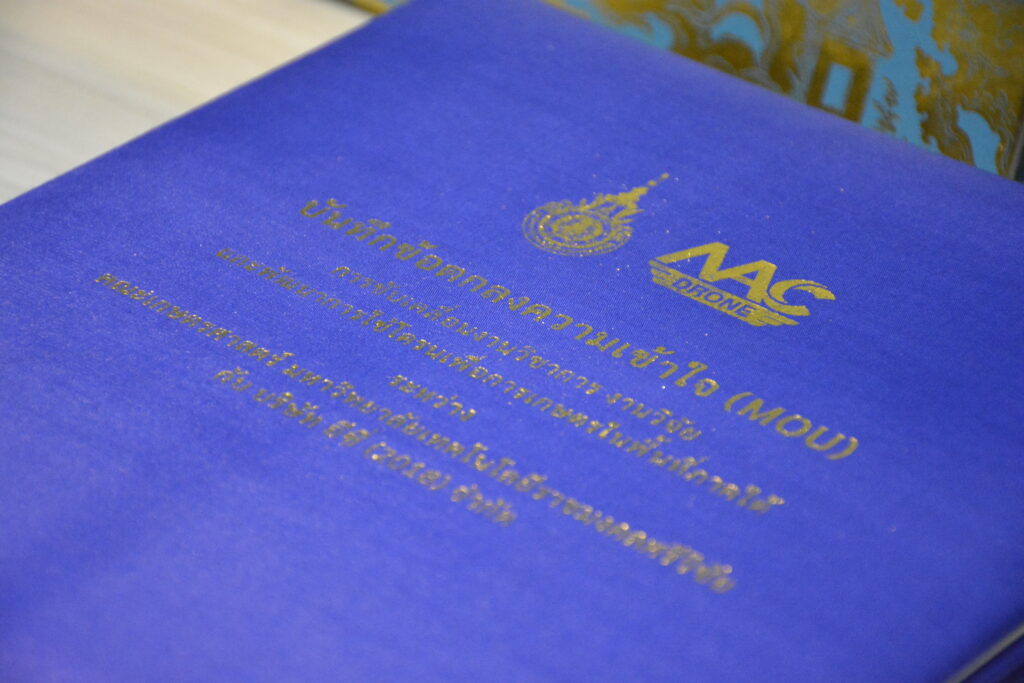 AAC
DRONE
บันทึกข้อตกลงความเข้าใจ (MOU)
การขับเคลื่อนงานวิชาการ งานวิจัย
และพัฒนาการใช้โดรนเพื่อการเกษตรในพื้นที่ภาคใต้
ระหว่าง
คณะเกษตรศาสตร์ มหาวิทยาลัยเทคโนโลยีราชมงคลศรีวิชัย
กับ บริษัท (2018) จำกัด